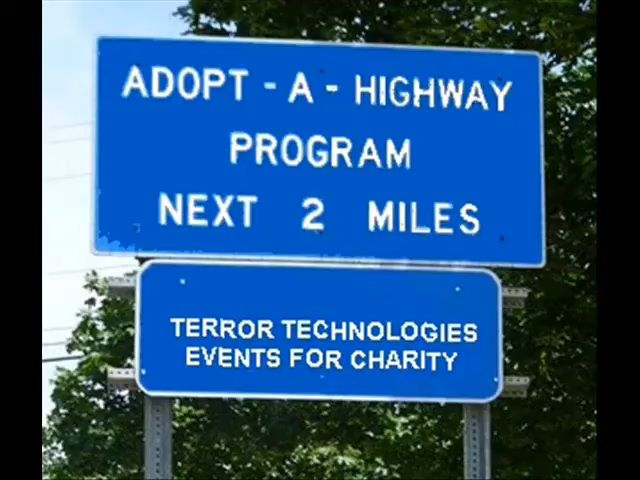 ADOPT - A - HIGHWAY
PROGRAM
NEXT 2 MILES
TERROR TECHNOLOGIES
EVENTS FOR CHARITY